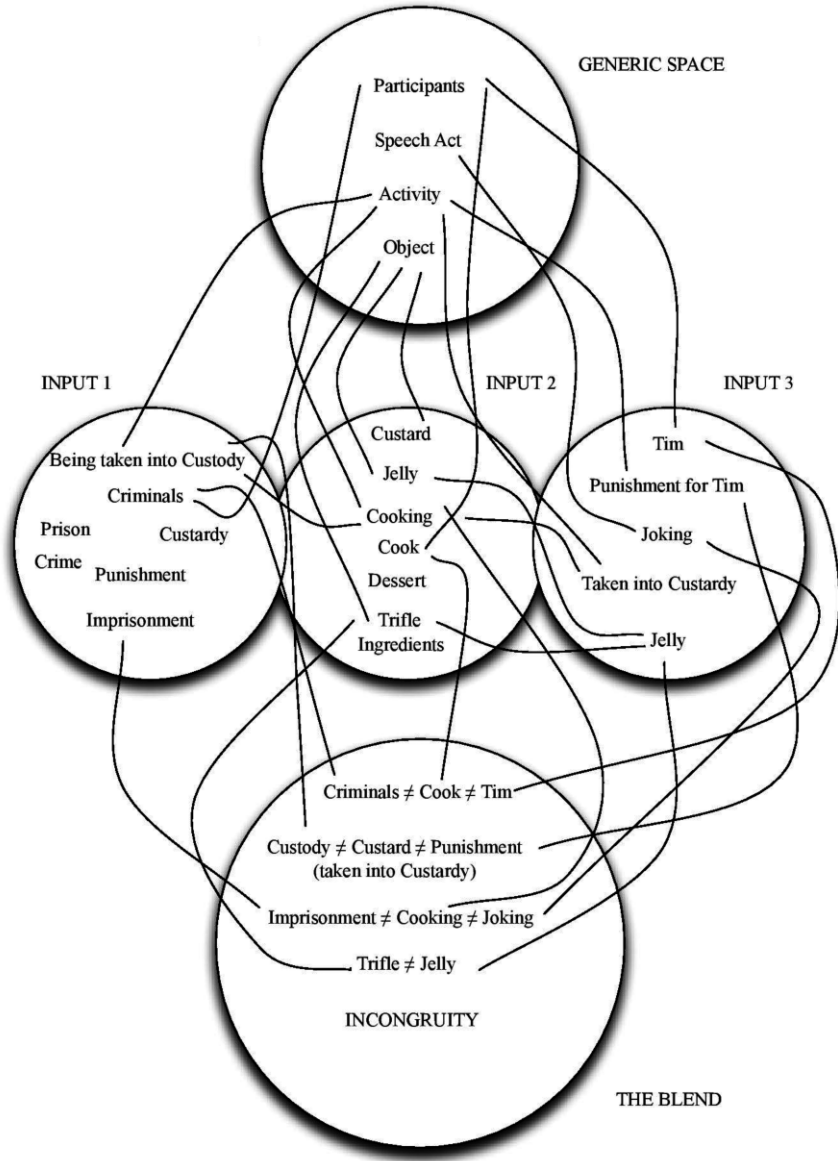 GENERIC SPACE
Participants
Speech Act
Activity
Object
INPUT 1
Being taken into Custody
Criminals
Prison
Custardy
Crime
Punishment
Imprisonment
INPUT 2
Custard
Jelly
Cooking
Cook
Dessert
Trifle
Ingredients
INPUT 3
Tim
Punishment for Tim
Joking
Taken into Custardy
Jelly
Criminals ≠ Cook ≠ Tim
Custody ≠ Custard ≠ Punishment
(taken into Custardy)
Imprisonment ≠ Cooking ≠ Joking
Trifle ≠ Jelly
INCONGRUITY
THE BLEND